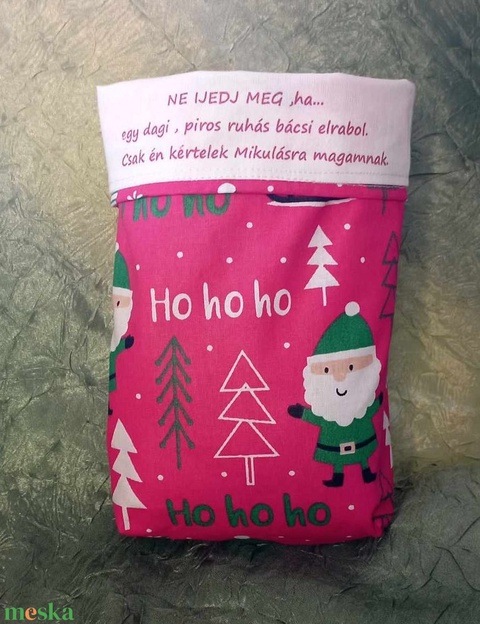 NE IJEDJ MEG ,ha...
egy dagi , piros ruhás bácsi elrabol.
Csak én kértelek Mikulásra magamnak.
Ho ho ho
Ho ho ho
Ho ho ho
meska